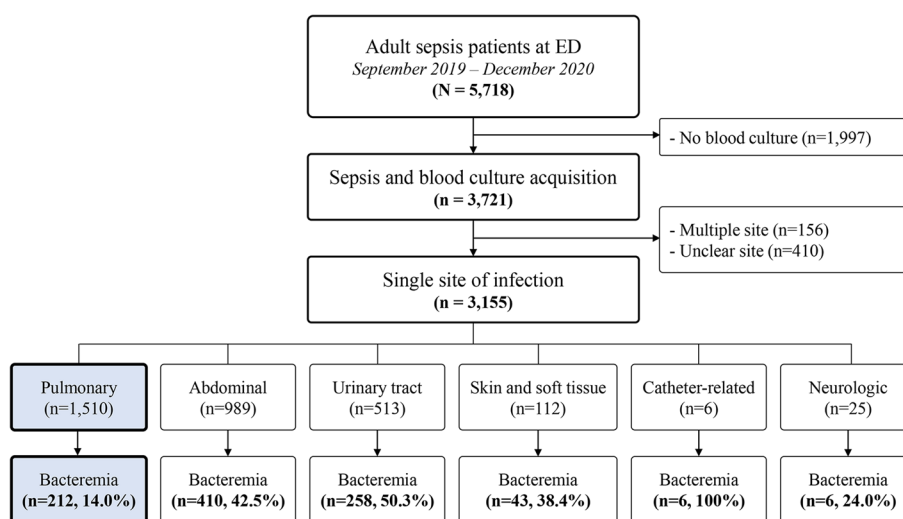 Adult sepsis patients at ED
September 2019 – December 2020
(N = 5,718)
- No blood culture (n=1,997)
Sepsis and blood culture acquisition
(n = 3,721)
- Multiple site (n=156)
- Unclear site (n=410)
Single site of infection
(n = 3,155)
Pulmonary
(n=1,510)
Abdominal
(n=989)
Urinary tract
(n=513)
Skin and soft tissue
(n=112)
Catheter-related
(n=6)
Neurologic
(n=25)
Bacteremia
(n=212, 14.0%)
Bacteremia
(n=410, 42.5%)
Bacteremia
(n=258, 50.3%)
Bacteremia
(n=43, 38.4%)
Bacteremia
(n=6, 100%)
Bacteremia
(n=6, 24.0%)